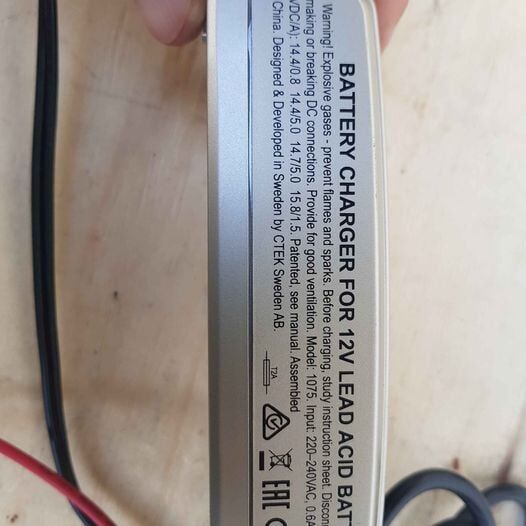 BATTERY CHARGER FOR 12V LEAD ACID BATT
Warning! Explosive gases - prevent flames and sparks. Before charging, study instruction sheet. Disconn
making or breaking DC connections. Provide for good ventilation. Model: 1075. Input: 220–240VAC, 0.6A
VDC/A): 14.4/0.8 14.4/5.0 14.7/5.0 15.8/1.5. Patented, see manual. Assembled
China. Designed & Developed in Sweden by CTEK Sweden AB.
T2A
EAC